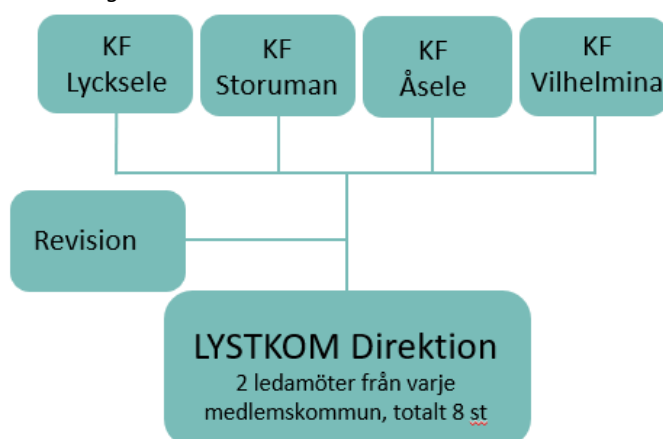 KF
Lycksele
KF
Storuman
KF
Åsele
KF
Vilhelmina
Revision
LYSTKOM Direktion
2 ledamöter från varje
medlemskommun, totalt 8 st